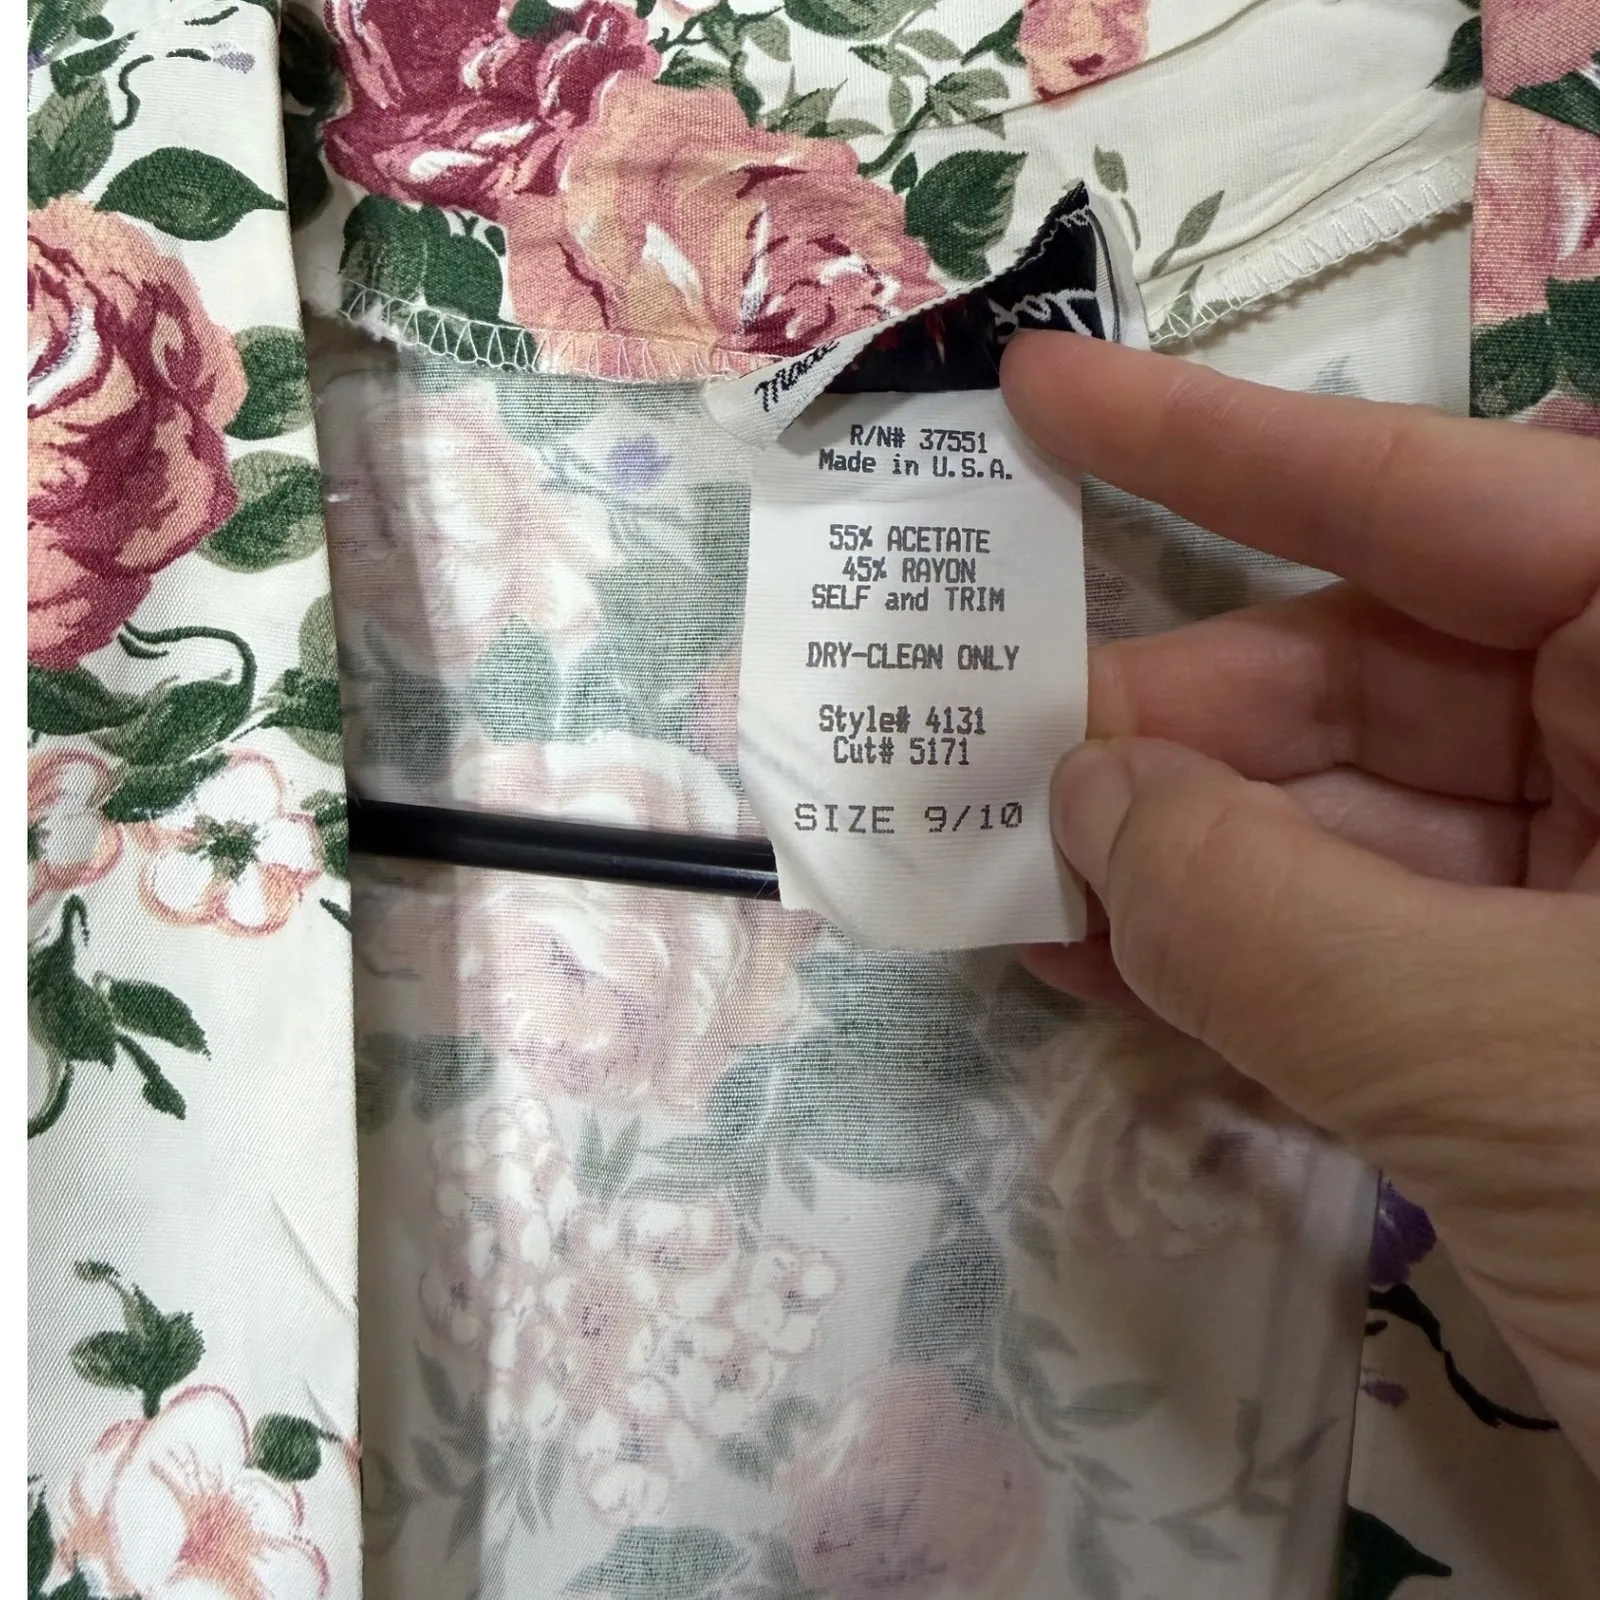 made
R/N# 37551
Made in U.S.A.
55% ACETATE
45% RAYON
SELF and TRIM
DRY-CLEAN ONLY
Style# 4131
Cut# 5171
SIZE 9/10